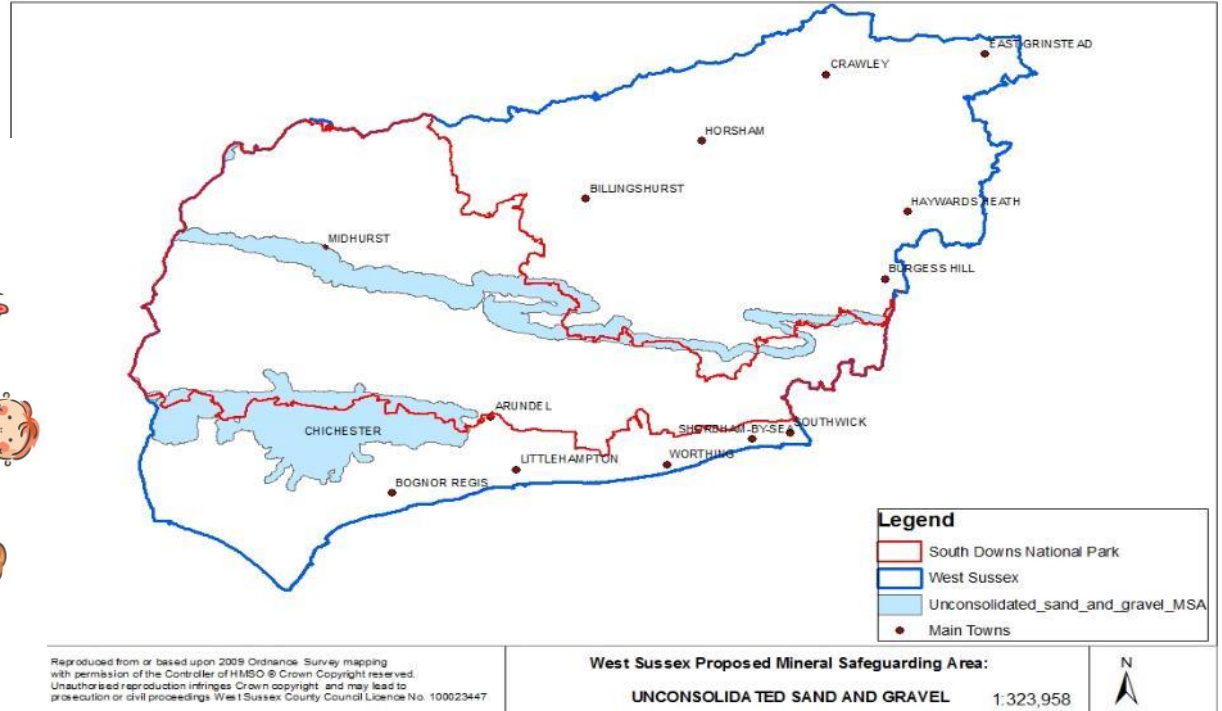 EAST GRINSTEAD
CRAWLEY
HORSHAM
BILLINGSHURST
HAYWARDS HEATH
MIDHURST
BURGESS HILL
ARUNDEL
CHICHESTER
SHOREHAM-BY-SEA
SOUTHWICK
LITTLEHAMPTON
WORTHING
BOGNOR REGIS
Legend
South Downs National Park
West Sussex
Unconsolidated_sand_and_gravel_MSA
Main Towns
Reproduced from or based upon 2009 Ordnance Survey mapping
with permission of the Controller of HMSO © Crown Copyright reserved.
Unauthorised reproduction infringes Crown copyright and may lead to
prosecution or civil proceedings West Sussex County Council Licence No. 100023447
West Sussex Proposed Mineral Safeguarding Area:
UNCONSOLIDATED SAND AND GRAVEL 1:323,958
N